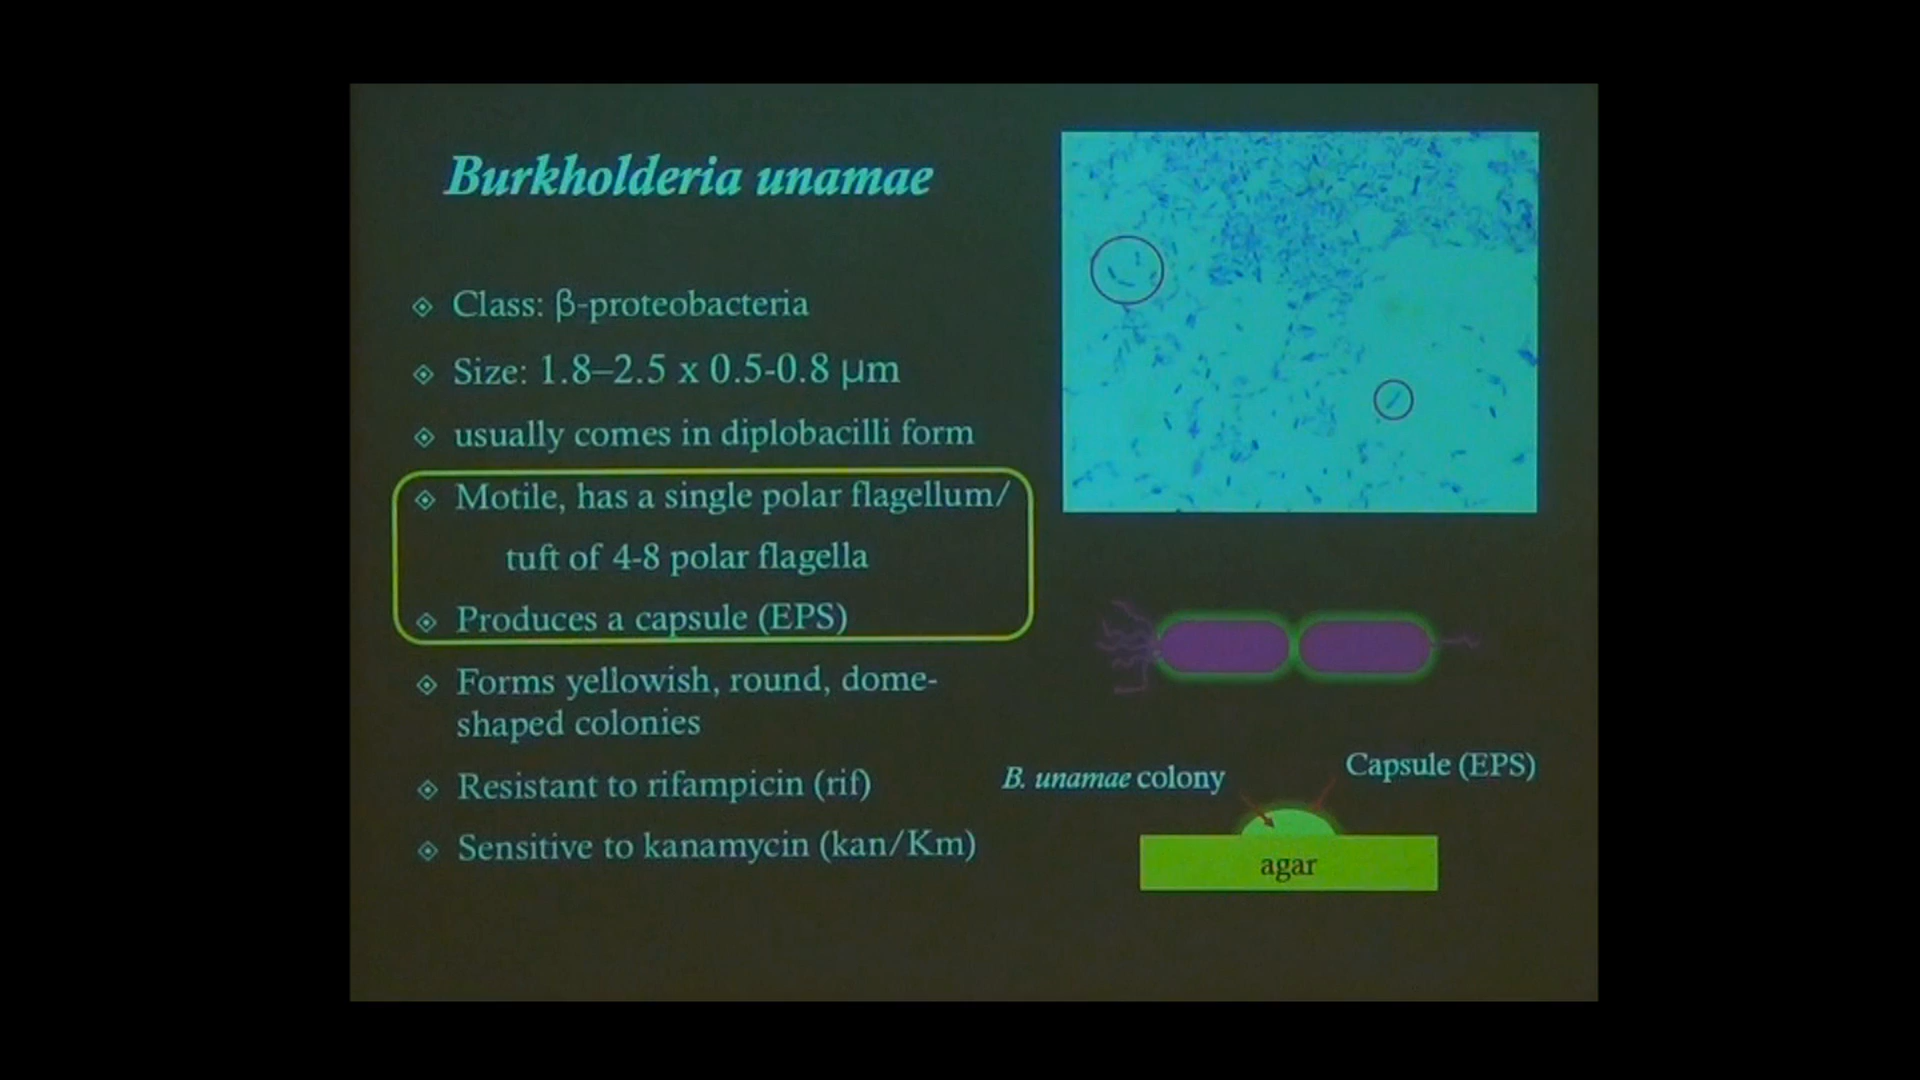 Burkholderia unamae
Class: β-proteobacteria
Size: 1.8–2.5 x 0.5-0.8 µm
usually comes in diplobacilli form
Motile, has a single polar flagellum/
tuft of 4-8 polar flagella
Produces a capsule (EPS)
Forms yellowish, round, dome-
shaped colonies
Resistant to rifampicin (rif)
Sensitive to kanamycin (kan/Km)
B. unamae colony
Capsule (EPS)
agar